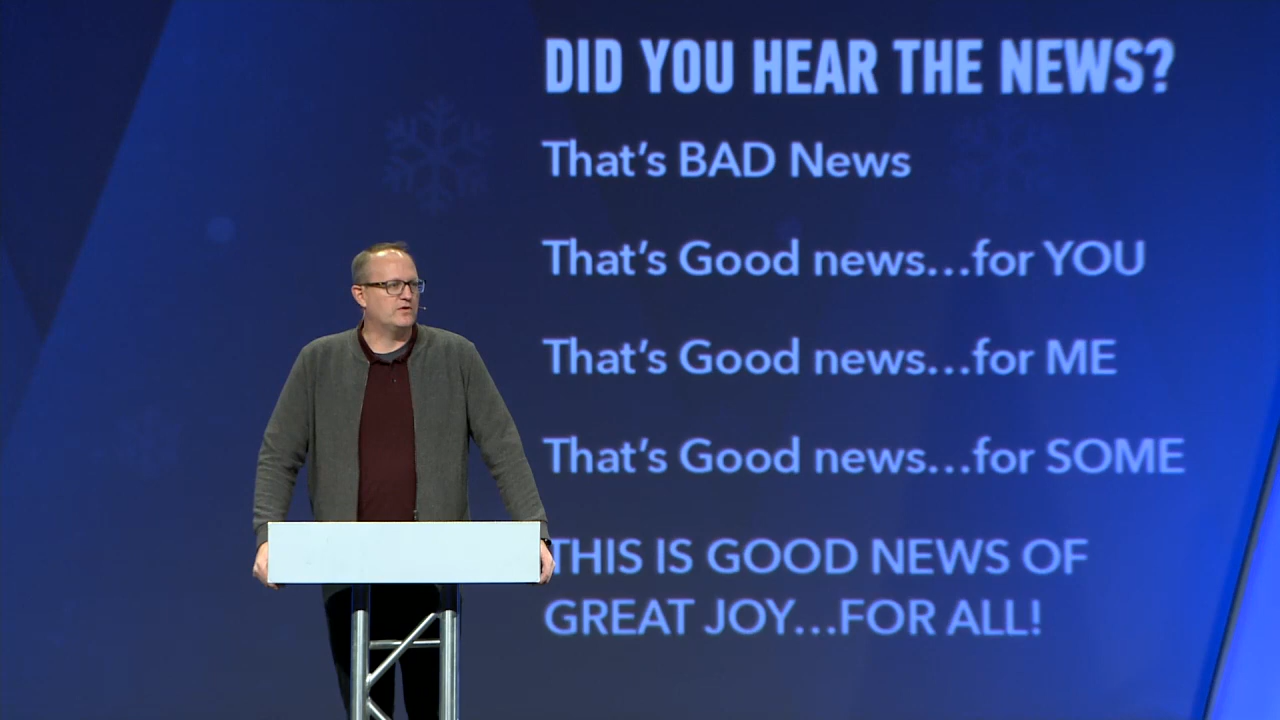 DID YOU HEAR THE NEWS?
That's BAD News
That's Good news...for YOU
That's Good news...for ME
That's Good news...for SOME
THIS IS GOOD NEWS OF
GREAT JOY...FOR ALL!